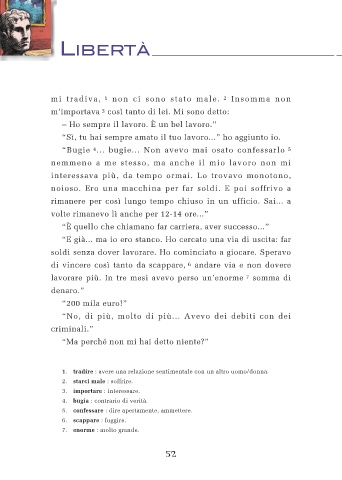 LIBERTÀ
mi tradiva, 1 non ci sono stato male. 2 Insomma non
m'importava 3 così tanto di lei. Mi sono detto:
– Ho sempre il lavoro. È un bel lavoro."
"Sì, tu hai sempre amato il tuo lavoro..." ho aggiunto io.
"Bugie 4... bugie... Non avevo mai osato confessarlo 5
nemmeno a me stesso, ma anche il mio lavoro non mi
interessava più, da tempo ormai. Lo trovavo monotono,
noioso. Ero una macchina per far soldi. E poi soffrivo a
rimanere per così lungo tempo chiuso in un ufficio. Sai... a
volte rimanevo lì anche per 12-14 ore..."
"È quello che chiamano far carriera, aver successo..."
"E già... ma io ero stanco. Ho cercato una via di uscita: far
soldi senza dover lavorare. Ho cominciato a giocare. Speravo
di vincere così tanto da scappare, 6 andare via e non dovere
lavorare più. In tre mesi avevo perso un'enorme 7 somma di
denaro."
"200 mila euro!"
"No, di più, molto di più... Avevo dei debiti con dei
criminali."
"Ma perché non mi hai detto niente?"
1. tradire : avere una relazione sentimentale con un altro uomo/donna.
2. starci male : soffrire.
3. importare : interessare.
4. bugia : contrario di verità.
5. confessare : dire apertamente, ammettere.
6. scappare : fuggire.
7. enorme : molto grande.
52